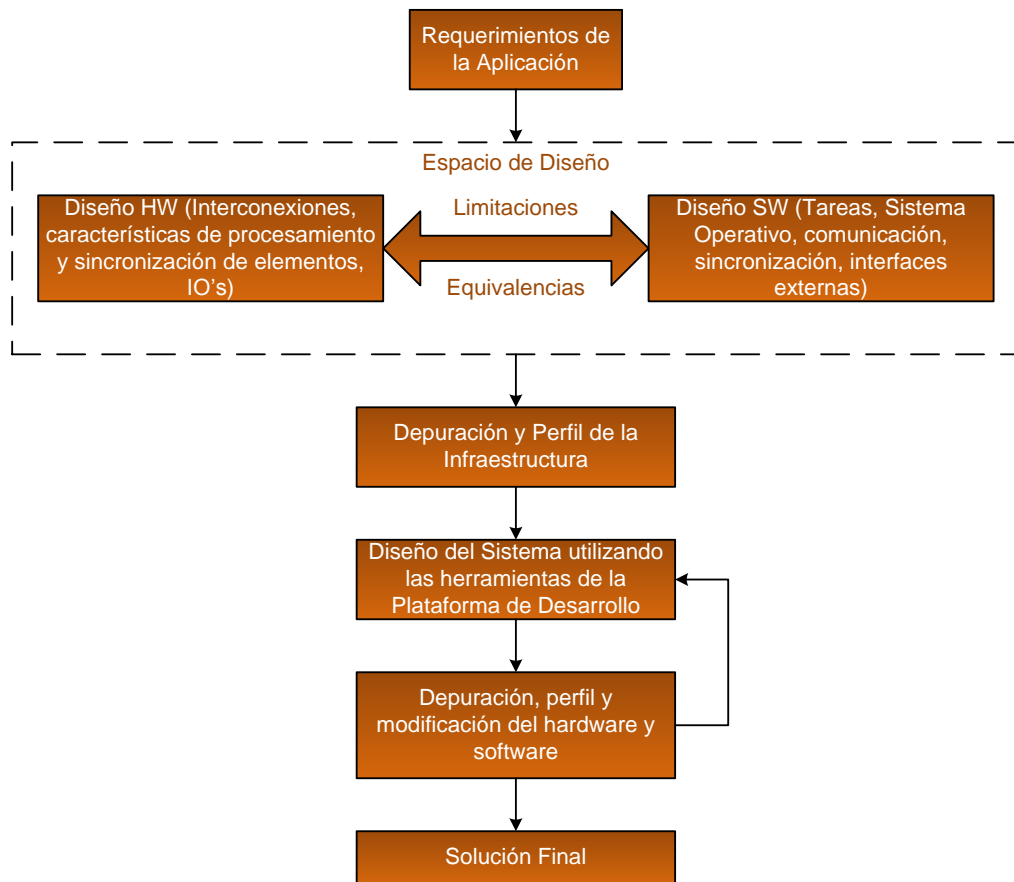 Requerimientos de
la Aplicación
Espacio de Diseño
Diseño HW (Interconexiones,
características de procesamiento
y sincronización de elementos,
IO’s)
Limitaciones
Equivalencias
Diseño SW (Tareas, Sistema
Operativo, comunicación,
sincronización, interfaces
externas)
Depuración y Perfil de la
Infraestructura
Diseño del Sistema utilizando
las herramientas de la
Plataforma de Desarrollo
Depuración, perfil y
modificación del hardware y
software
Solución Final